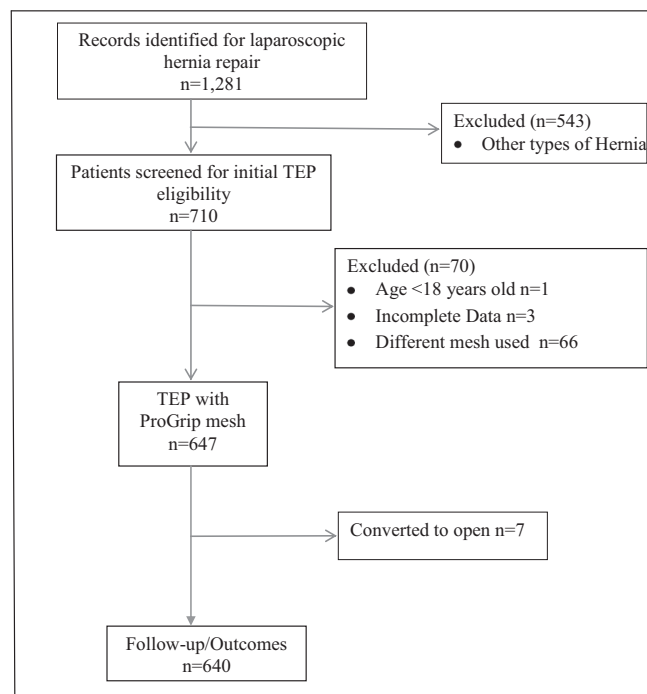 Records identified for laparoscopic
hernia repair
n=1,281
Excluded (n=543)
• Other types of Hernia
Patients screened for initial TEP
eligibility
n=710
Excluded (n=70)
• Age <18 years old n=1
• Incomplete Data n=3
• Different mesh used n=66
TEP with
ProGrip mesh
n=647
Converted to open n=7
Follow-up/Outcomes
n=640